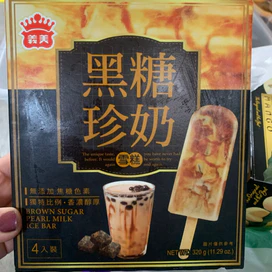 義美
黑糖
珍奶
雪糕
無添加焦糖色素
獨特比例·香濃醇厚
BROWN SUGAR
PEARL MILK
ICE BAR
4入裝
NET WT. 320 g (11.29 oz.)